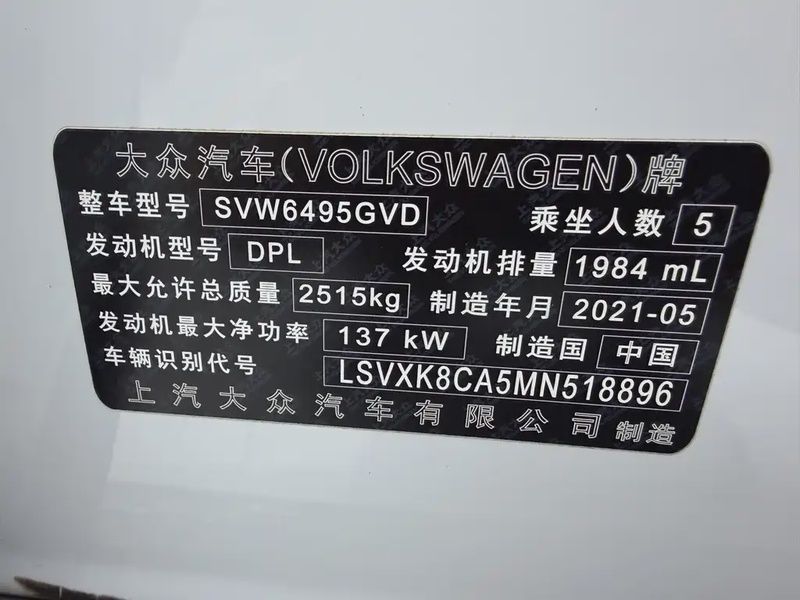 大众汽车(VOLKSWAGEN)牌
整车型号 SVW6495GVD 乘坐人数 5
发动机型号 DPL 发动机排量 1984 mL
最大允许总质量 2515kg 制造年月 2021-05
发动机最大净功率 137 kW 制造国 中国
车辆识别代号 LSVXK8CA5MN518896
上汽大众汽车有限公司制造